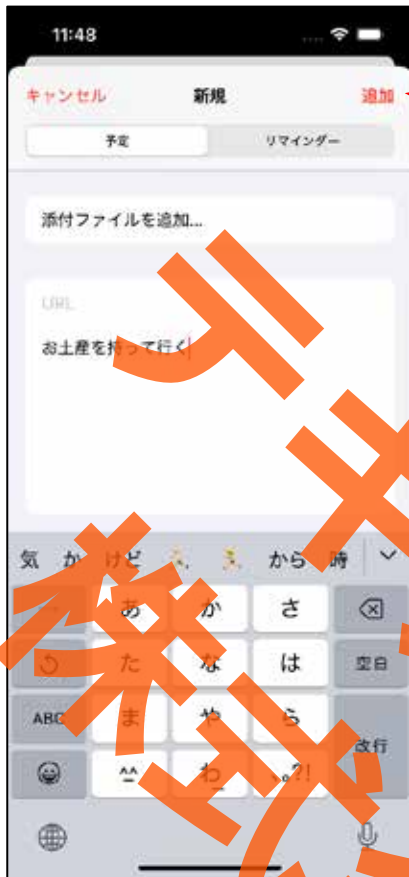 11:48
キャンセル 新規 追加
予定 リマインダー
添付ファイルを追加...
URL
お土産を持って行く
気 か けど から 時
あ か さ
た な は 空白
ABC ま や ら
改行
^^ わ 、。?!